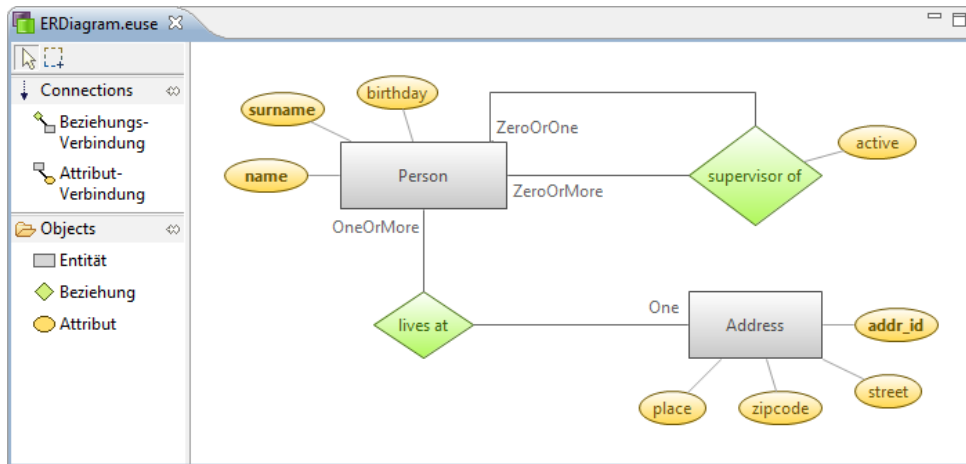 ERDiagram.euse
Connections
Beziehungs-
Verbindung
Attribut-
Verbindung
Objects
Entität
Beziehung
Attribut
birthday
surname
ZeroOrOne
active
name
Person
supervisor of
ZeroOrMore
OneOrMore
One
lives at
Address
addr_id
street
place
zipcode